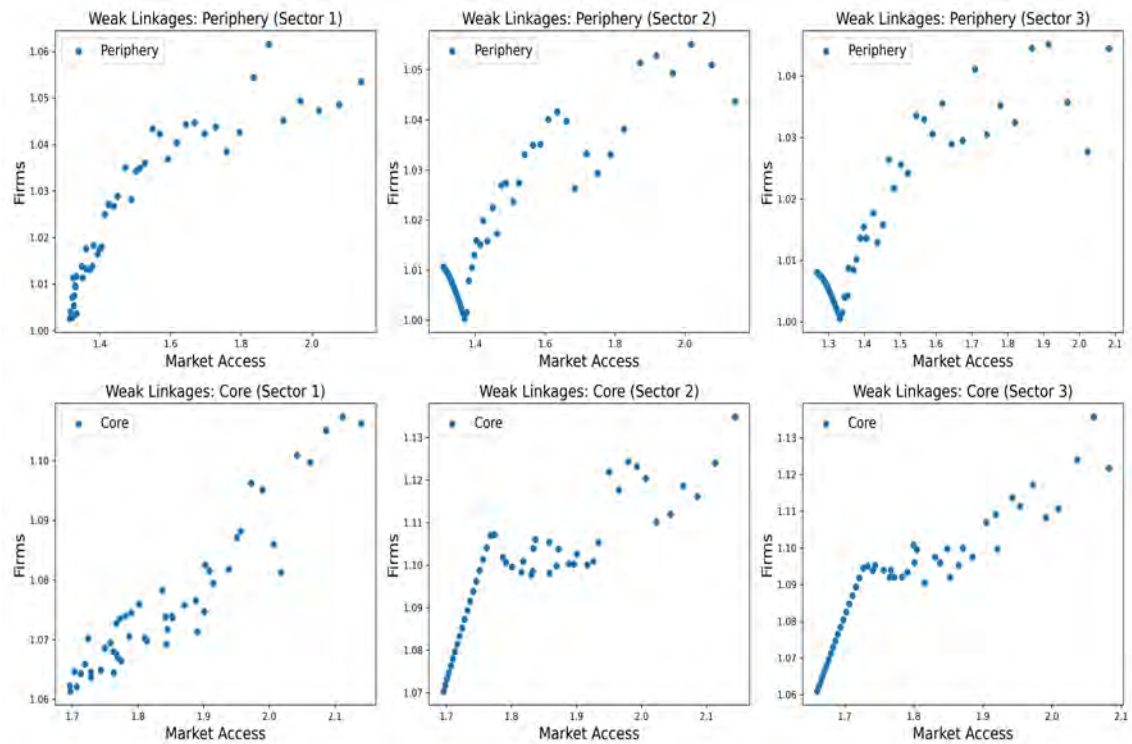 Weak Linkages: Periphery (Sector 1)
Periphery
Firms
1.06
1.05
1.04
1.03
1.02
1.01
1.00
1.4
1.6
1.8
2.0
Market Access
Weak Linkages: Periphery (Sector 2)
Periphery
Firms
1.05
1.04
1.03
1.02
1.01
1.00
1.4
1.6
1.8
2.0
Market Access
Weak Linkages: Periphery (Sector 3)
Periphery
Firms
1.04
1.03
1.02
1.01
1.00
1.3
1.4
1.5
1.6
1.7
1.8
1.9
2.0
2.1
Market Access
Weak Linkages: Core (Sector 1)
Core
Firms
1.10
1.09
1.08
1.07
1.06
1.7
1.8
1.9
2.0
2.1
Market Access
Weak Linkages: Core (Sector 2)
Core
Firms
1.13
1.12
1.11
1.10
1.09
1.08
1.07
1.7
1.8
1.9
2.0
2.1
Market Access
Weak Linkages: Core (Sector 3)
Core
Firms
1.13
1.12
1.11
1.10
1.09
1.08
1.07
1.06
1.7
1.8
1.9
2.0
2.1
Market Access